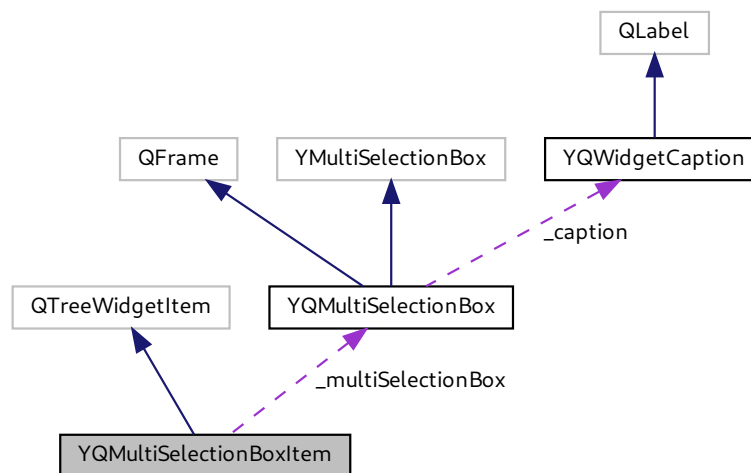 QLabel
QFrame
YMultiSelectionBox
YQWidgetCaption
_caption
QTreeWidgetItem
YQMultiSelectionBox
_multiSelectionBox
YQMultiSelectionBoxItem